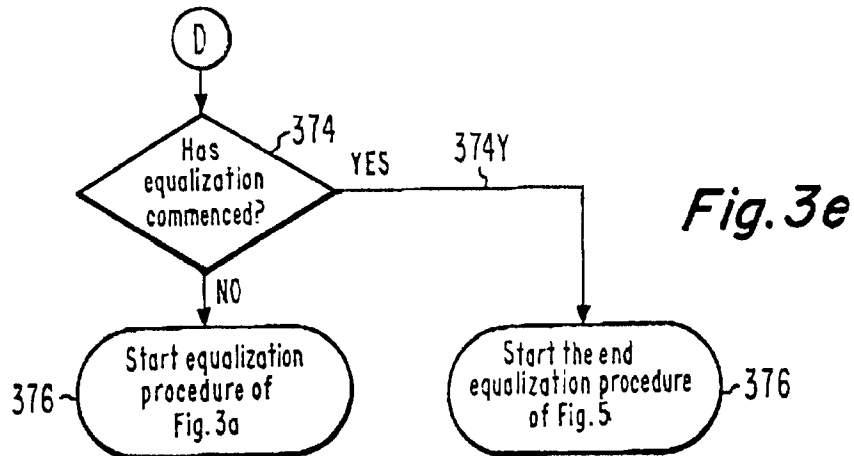 D
374
Has
equalization
commenced?
YES
374Y
Fig. 3e
NO
Start equalization
procedure of
Fig. 3a
376
Start the end
equalization procedure
of Fig. 5
376